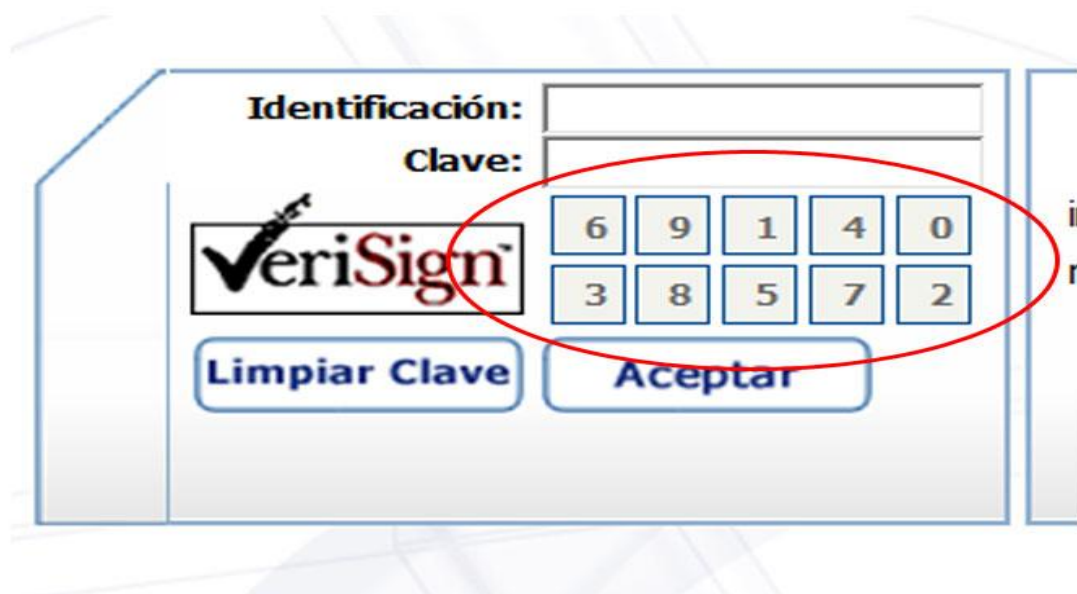 Identificación:
Clave:
VeriSign
6 9 1 4 0
3 8 5 7 2
Limpiar Clave Aceptar